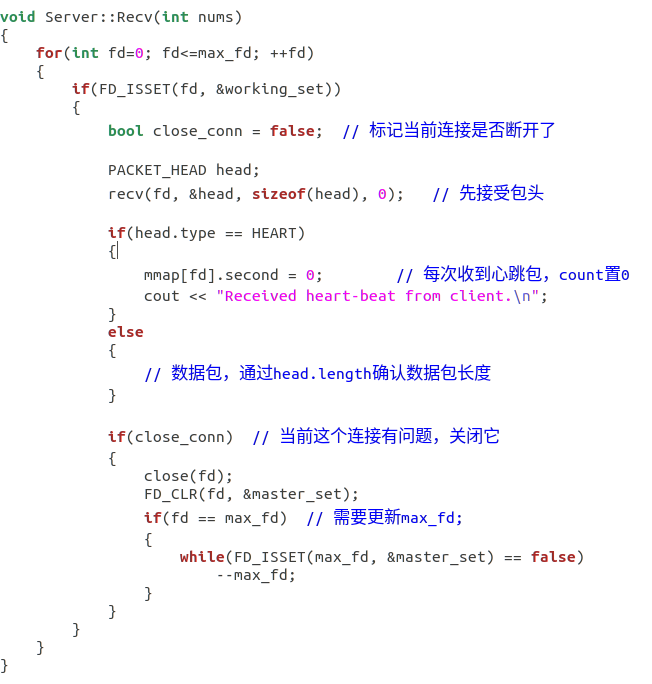 void Server::Recv(int nums)
{
    for(int fd=0; fd<=max_fd; ++fd)
    {
        if(FD_ISSET(fd, &working_set))
        {
            bool close_conn = false;  // 标记当前连接是否断开了

            PACKET_HEAD head;
            recv(fd, &head, sizeof(head), 0);   // 先接受包头

            if(head.type == HEART)
            {
                mmap[fd].second = 0;        // 每次收到心跳包，count置0
                cout << "Received heart-beat from client.\n";
            }
            else
            {
                // 数据包，通过head.length确认数据包长度
            }

            if(close_conn)  // 当前这个连接有问题，关闭它
            {
                close(fd);
                FD_CLR(fd, &master_set);
                if(fd == max_fd)  // 需要更新max_fd;
                {
                    while(FD_ISSET(max_fd, &master_set) == false)
                        --max_fd;
                }
            }
        }
    }
}